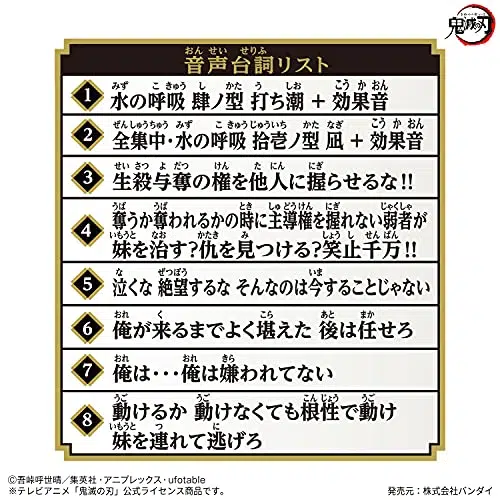 鬼滅の刃
音声台詞リスト
1 水の呼吸 肆ノ型 打ち潮 + 効果音
2 全集中・水の呼吸 拾壱ノ型 凪 + 効果音
3 生殺与奪の権を他人に握らせるな!!
4 奪うか奪われるかの時に主導権を握れない弱者が
妹を治す?仇を見つける?笑止千万!!
5 泣くな 絶望するな そんなのは今することじゃない
6 俺が来るまでよく堪えた 後は任せろ
7 俺は・・・俺は嫌われてない
8 動けるか 動けなくても根性で動け
妹を連れて逃げろ
©吾峠呼世晴/集英社・アニプレックス・ufotable
※テレビアニメ「鬼滅の刃」公式ライセンス商品です。
発売元:株式会社バンダイ